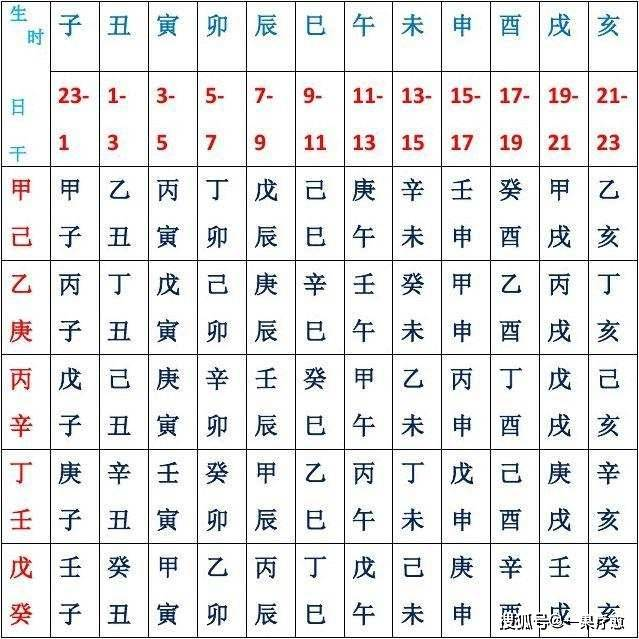 生 子 丑 寅 卯 辰 巳 午 未 申 酉 戌 亥
时
日 23- 1- 3- 5- 7- 9- 11- 13- 15- 17- 19- 21-
干 1 3 5 7 9 11 13 15 17 19 21 23
甲 甲 乙 丙 丁 戊 己 庚 辛 壬 癸 甲 乙
己 子 丑 寅 卯 辰 巳 午 未 申 酉 戌 亥
乙 丙 丁 戊 己 庚 辛 壬 癸 甲 乙 丙 丁
庚 子 丑 寅 卯 辰 巳 午 未 申 酉 戌 亥
丙 戊 己 庚 辛 壬 癸 甲 乙 丙 丁 戊 己
辛 子 丑 寅 卯 辰 巳 午 未 申 酉 戌 亥
丁 庚 辛 壬 癸 甲 乙 丙 丁 戊 己 庚 辛
壬 子 丑 寅 卯 辰 巳 午 未 申 酉 戌 亥
戊 壬 癸 甲 乙 丙 丁 戊 己 庚 辛 壬 癸
癸 子 丑 寅 卯 辰 巳 午 未 申 酉 戌 亥
搜狐号@一果疗愈